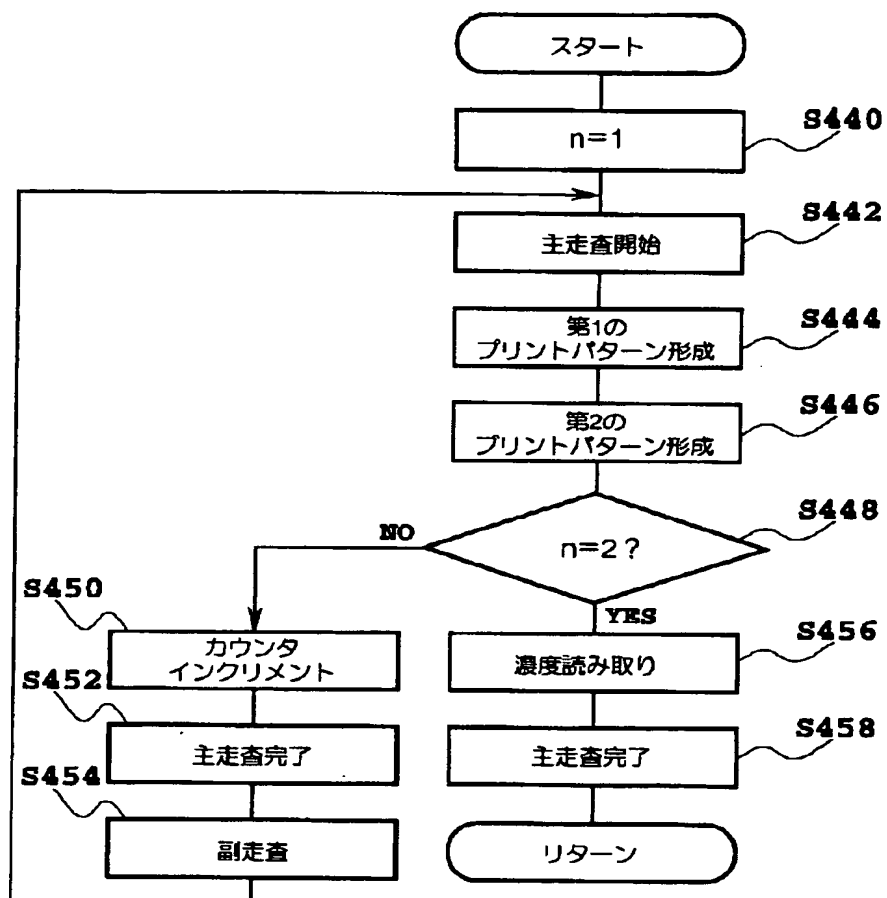 スタート
S440
n=1
S442
主走査開始
S444
第1の
プリントパターン形成
S446
第2の
プリントパターン形成
S448
n=2?
NO
YES
S450
カウンタ
インクリメント
S452
主走査完了
S454
副走査
S456
濃度読み取り
S458
主走査完了
リターン